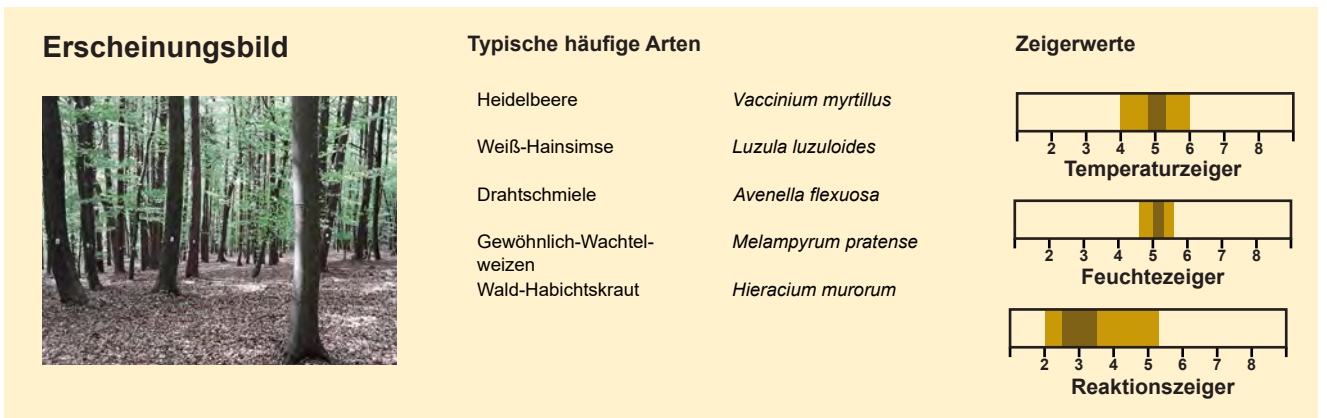 Erscheinungsbild
Typische häufige Arten
Heidelbeere Vaccinium myrtillus
Weiß-Hainsimse Luzula luzuloides
Drahtschmiele Avenella flexuosa
Gewöhnlich-Wachtel- Melampyrum pratense
weizen
Wald-Habichtskraut Hieracium murorum
Zeigerwerte
2 3 4 5 6 7 8
Temperaturzeiger
2 3 4 5 6 7 8
Feuchtezeiger
2 3 4 5 6 7 8
Reaktionszeiger